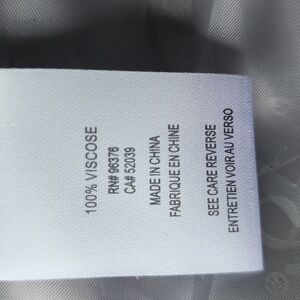 100% VISCOSE
RN# 96376
CA# 52039
MADE IN CHINA
FABRIQUE EN CHINE
SEE CARE REVERSE
ENTRETIEN VOIR AU VERSO